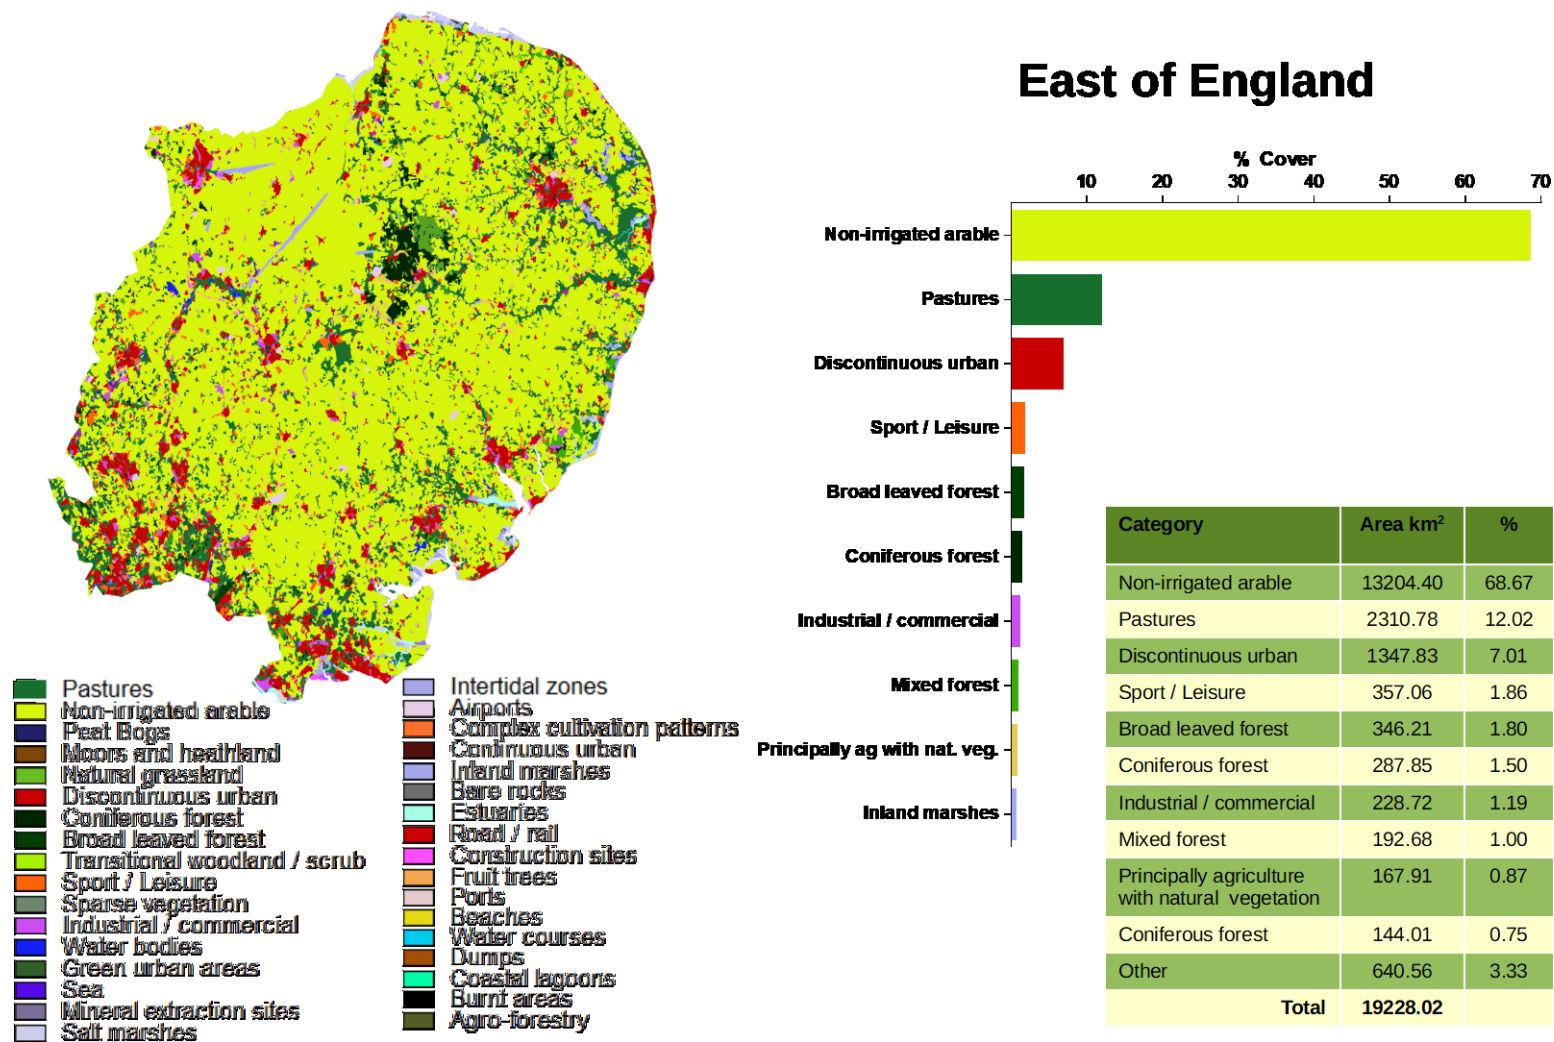 East of England
% Cover
10 20 30 40 50 60 70
Non-irrigated arable
Pastures
Discontinuous urban
Sport / Leisure
Broad leaved forest
Coniferous forest
Industrial / commercial
Mixed forest
Principally ag with nat. veg.
Inland marshes
Category Area km² %
Non-irrigated arable 13204.40 68.67
Pastures 2310.78 12.02
Discontinuous urban 1347.83 7.01
Sport / Leisure 357.06 1.86
Broad leaved forest 346.21 1.80
Coniferous forest 287.85 1.50
Industrial / commercial 228.72 1.19
Mixed forest 192.68 1.00
Principally agriculture
with natural vegetation 167.91 0.87
Coniferous forest 144.01 0.75
Other 640.56 3.33
Total 19228.02
Pastures
Non-irrigated arable
Peat Bogs
Moors and heathland
Natural grassland
Discontinuous urban
Coniferous forest
Broad leaved forest
Transitional woodland / scrub
Sport / Leisure
Sparse vegetation
Industrial / commercial
Water bodies
Green urban areas
Sea
Mineral extraction sites
Salt marshes
Intertidal zones
Airports
Complex cultivation patterns
Continuous urban
Inland marshes
Bare rocks
Estuaries
Road / rail
Construction sites
Fruit trees
Ports
Beaches
Water courses
Dumps
Coastal lagoons
Burnt areas
Agro-forestry